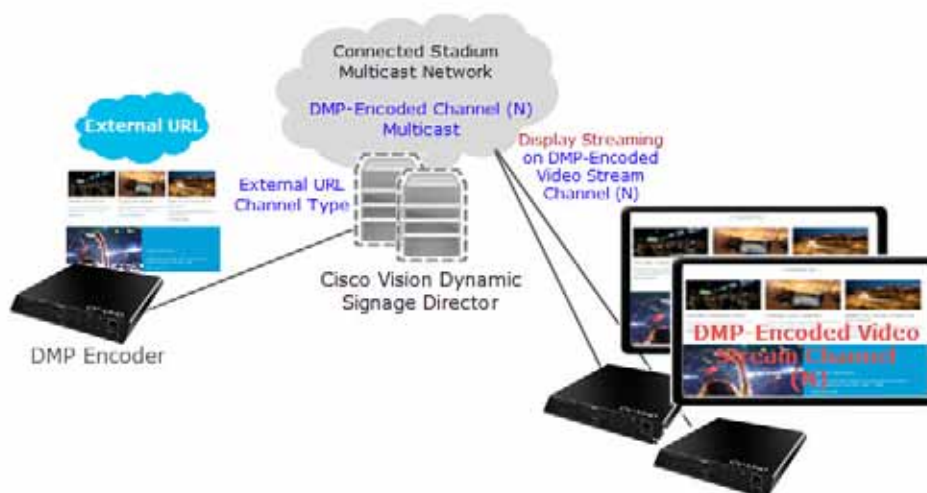 Connected Stadium
Multicast Network
DMP-Encoded Channel (N)
Multicast
External URL
External URL
Channel Type
Display Streaming
on DMP-Encoded
Video Stream
Channel (N)
Cisco Vision Dynamic
Signage Director
DMP Encoder
DMP-Encoded Video
Stream Channel
(N)